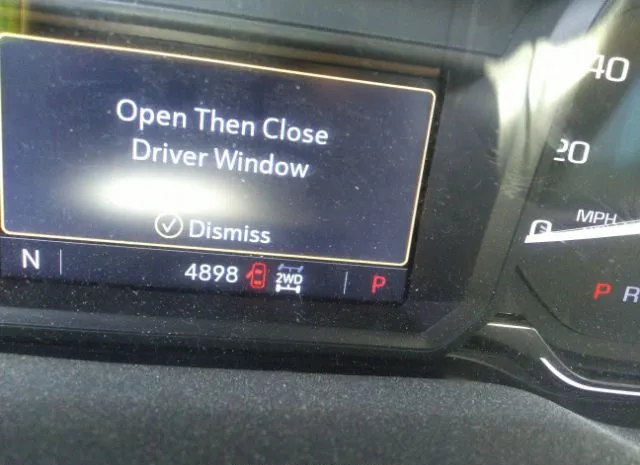 Open Then Close
Driver Window
Dismiss
N 4898 2WD P
40
20
0
MPH
P R